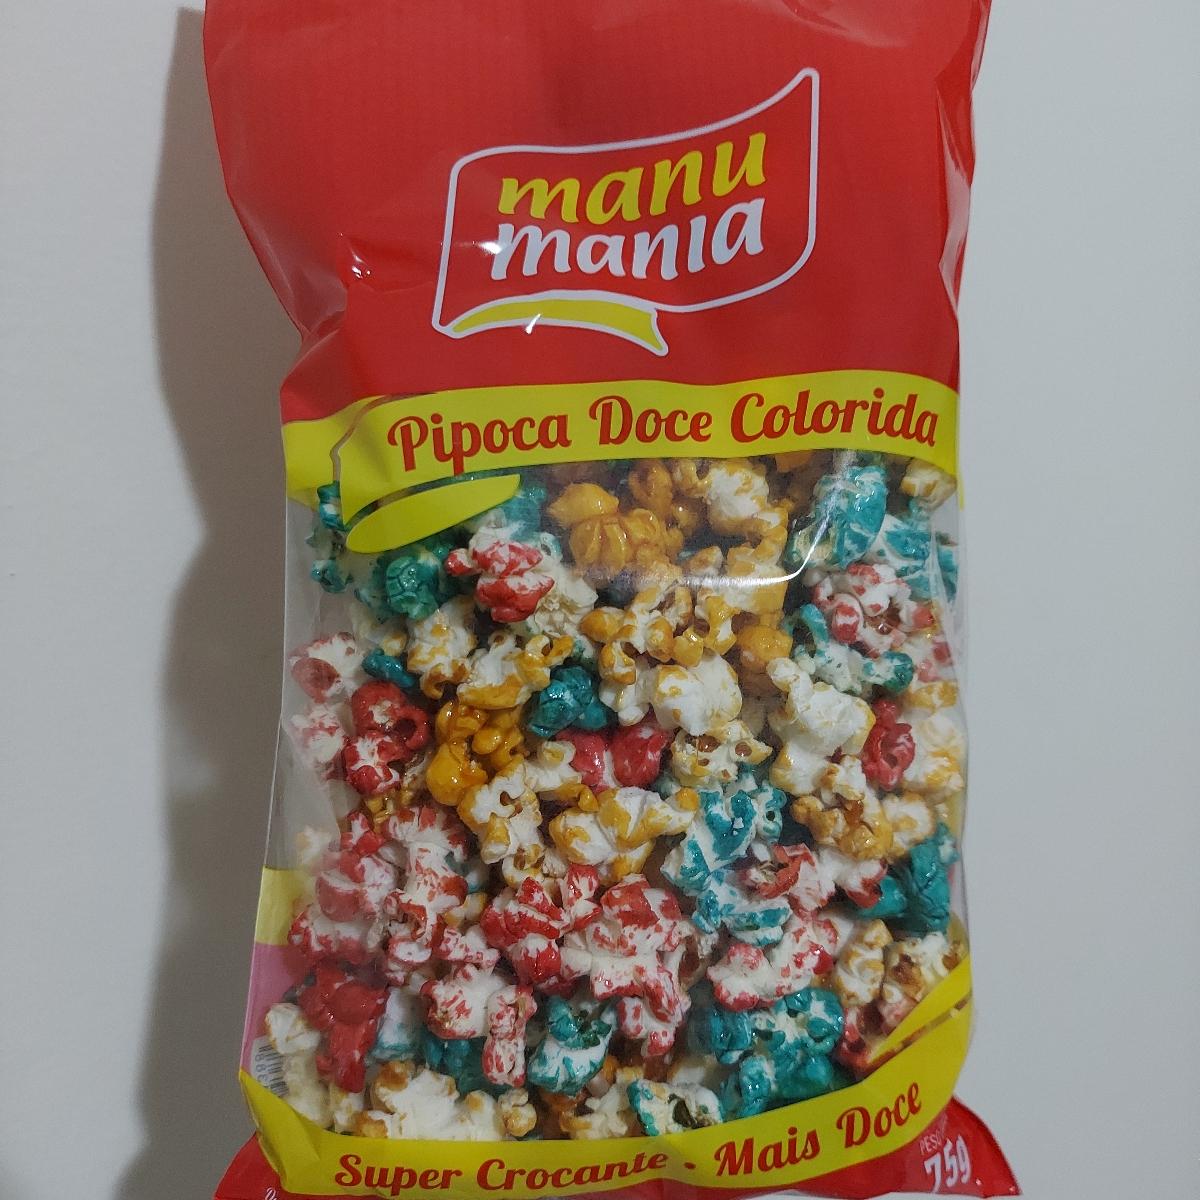 manu
mania
Pipoca Doce Colorida
Super Crocante • Mais Doce
75g